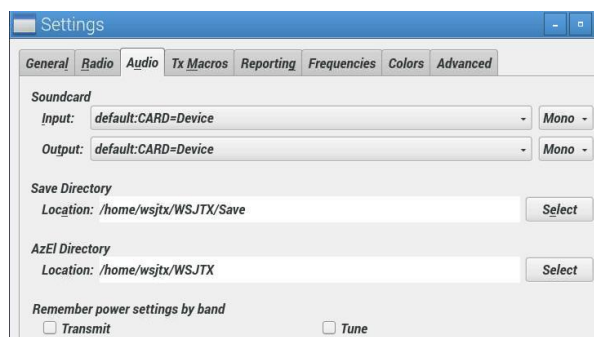 Settings
General Radio Audio Tx Macros Reporting Frequencies Colors Advanced
Soundcard
Input: default:CARD=Device Mono
Output: default:CARD=Device Mono
Save Directory
Location: /home/wsjtx/WSJTX/Save Select
AzEl Directory
Location: /home/wsjtx/WSJTX Select
Remember power settings by band
Transmit Tune